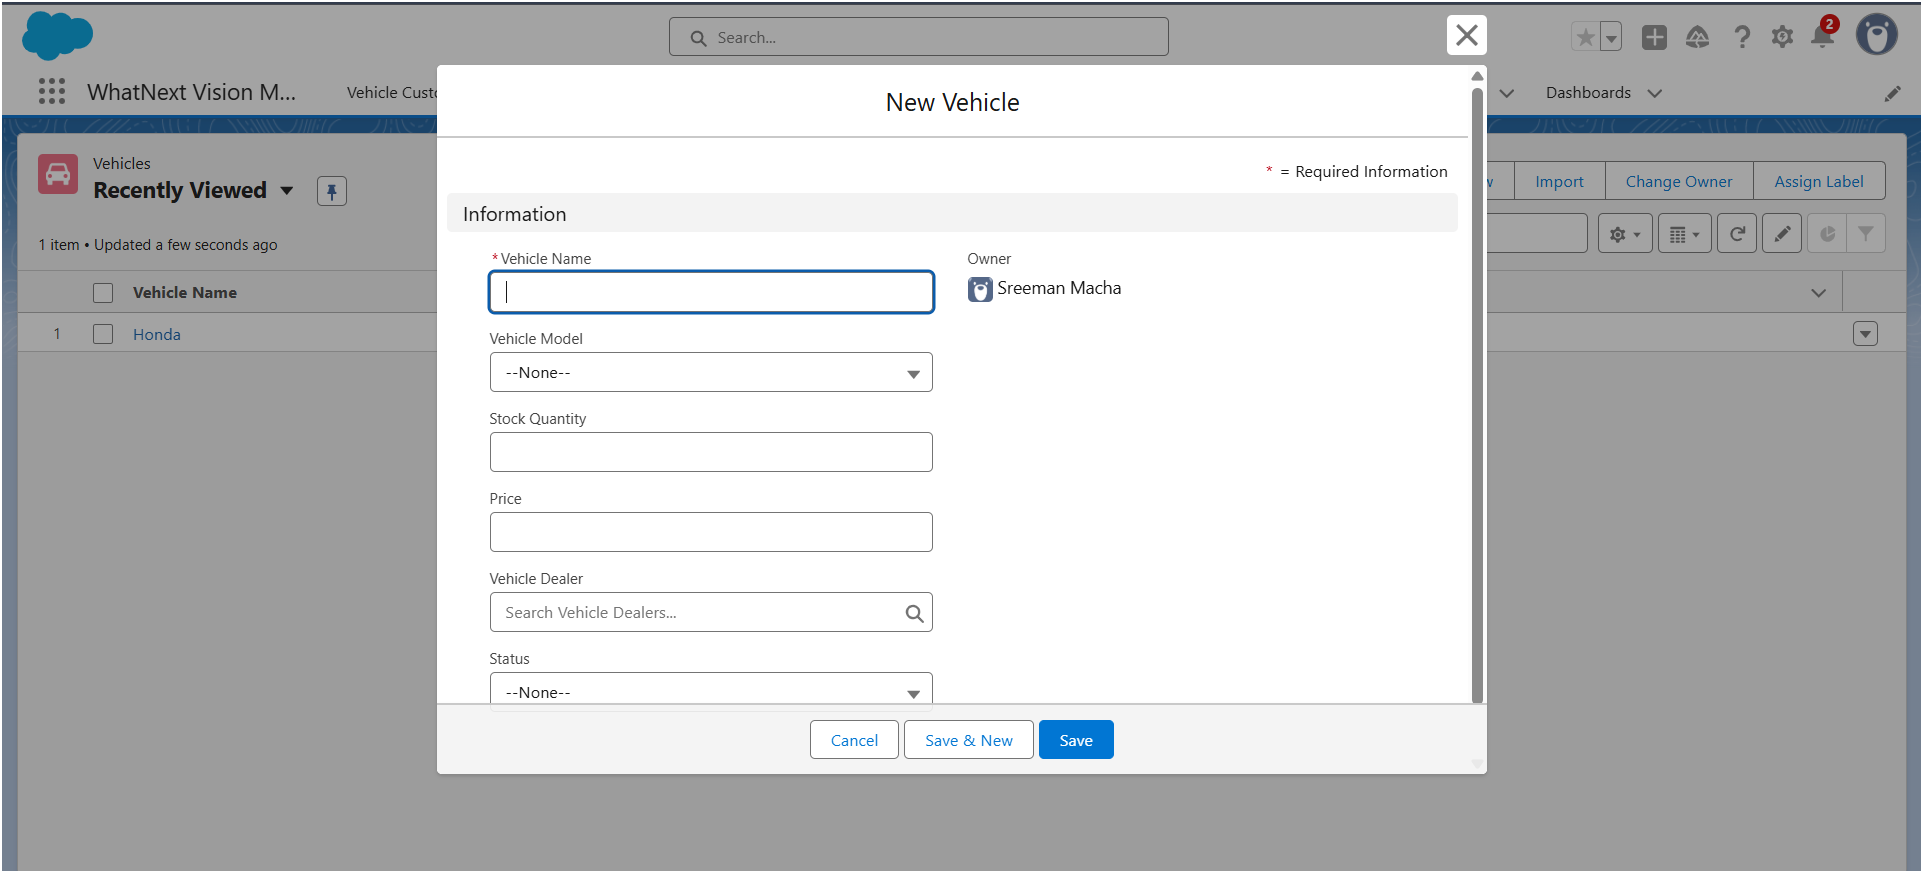 Search...
2
WhatNext Vision M...
Vehicle Custo
Dashboards
New Vehicle
* = Required Information
Vehicles
Recently Viewed
Import
Change Owner
Assign Label
1 item • Updated a few seconds ago
Information
*Vehicle Name
Owner
Sreeman Macha
Vehicle Name
1
Honda
Vehicle Model
--None--
Stock Quantity
Price
Vehicle Dealer
Search Vehicle Dealers...
Status
--None--
Cancel
Save & New
Save